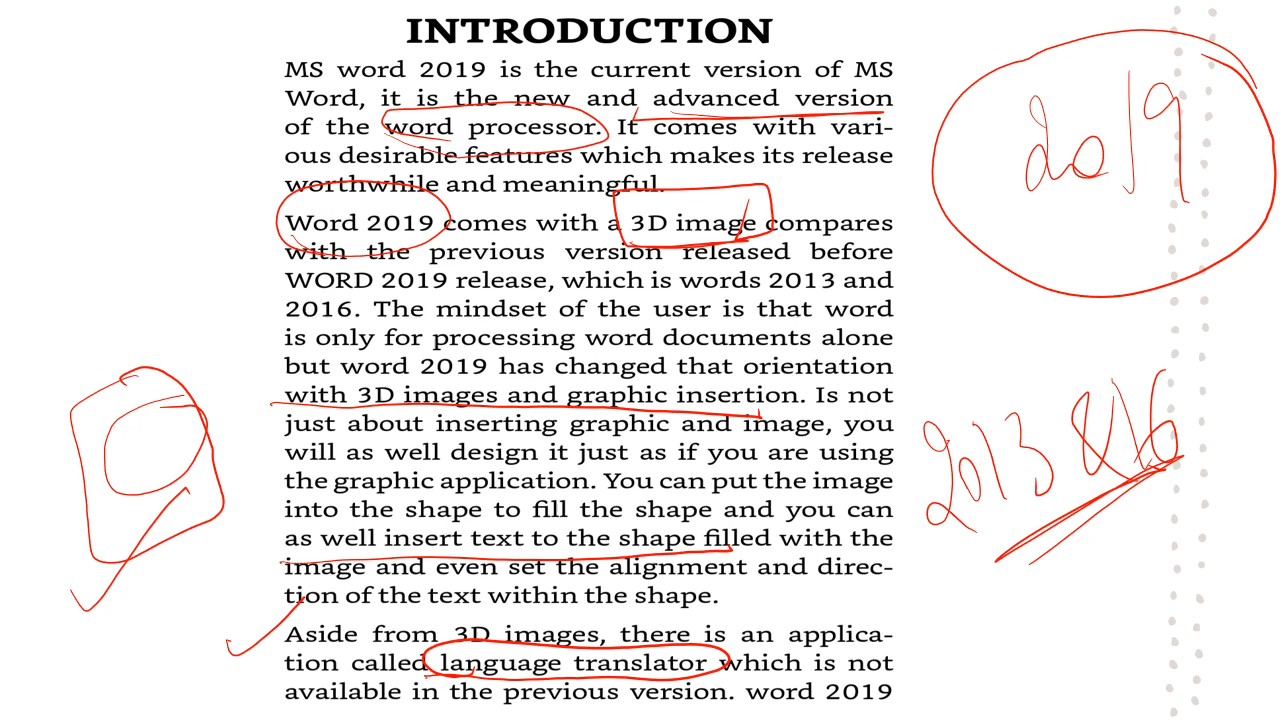 INTRODUCTION
MS word 2019 is the current version of MS
Word, it is the new and advanced version
of the word processor. It comes with vari-
ous desirable features which makes its release
worthwhile and meaningful.
Word 2019 comes with a 3D image compares
with the previous version released before
WORD 2019 release, which is words 2013 and
2016. The mindset of the user is that word
is only for processing word documents alone
but word 2019 has changed that orientation
with 3D images and graphic insertion. Is not
just about inserting graphic and image, you
will as well design it just as if you are using
the graphic application. You can put the image
into the shape to fill the shape and you can
as well insert text to the shape filled with the
image and even set the alignment and direc-
tion of the text within the shape.
Aside from 3D images, there is an applica-
tion called language translator which is not
available in the previous version. word 2019
2019
2013 & 16